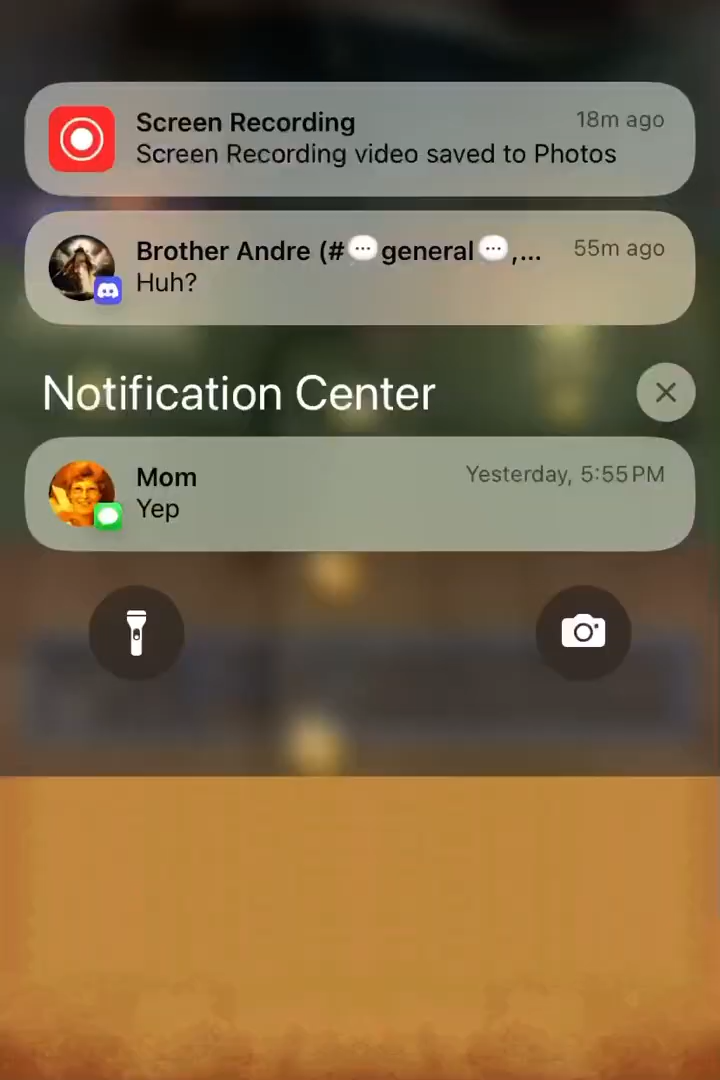 Screen Recording 18m ago
Screen Recording video saved to Photos
Brother Andre (#💬general💬,... 55m ago
Huh?
Notification Center
Mom Yesterday, 5:55 PM
Yep